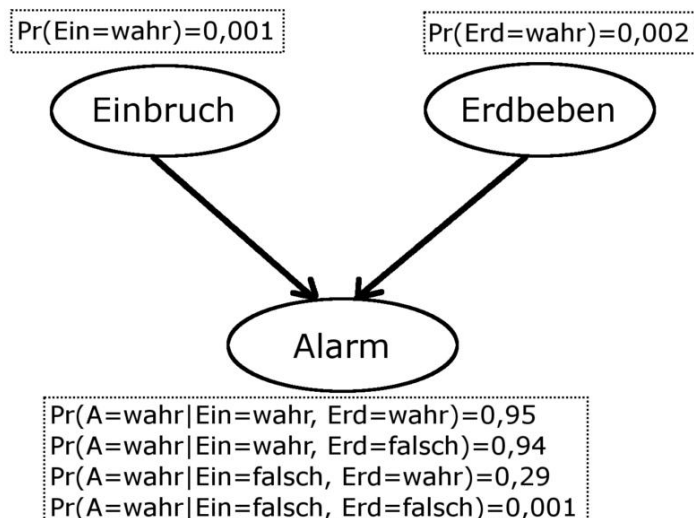 Pr(Ein=wahr)=0,001
Pr(Erd=wahr)=0,002
Einbruch
Erdbeben
Alarm
Pr(A=wahr|Ein=wahr, Erd=wahr)=0,95
Pr(A=wahr|Ein=wahr, Erd=falsch)=0,94
Pr(A=wahr|Ein=falsch, Erd=wahr)=0,29
Pr(A=wahr|Ein=falsch, Erd=falsch)=0,001